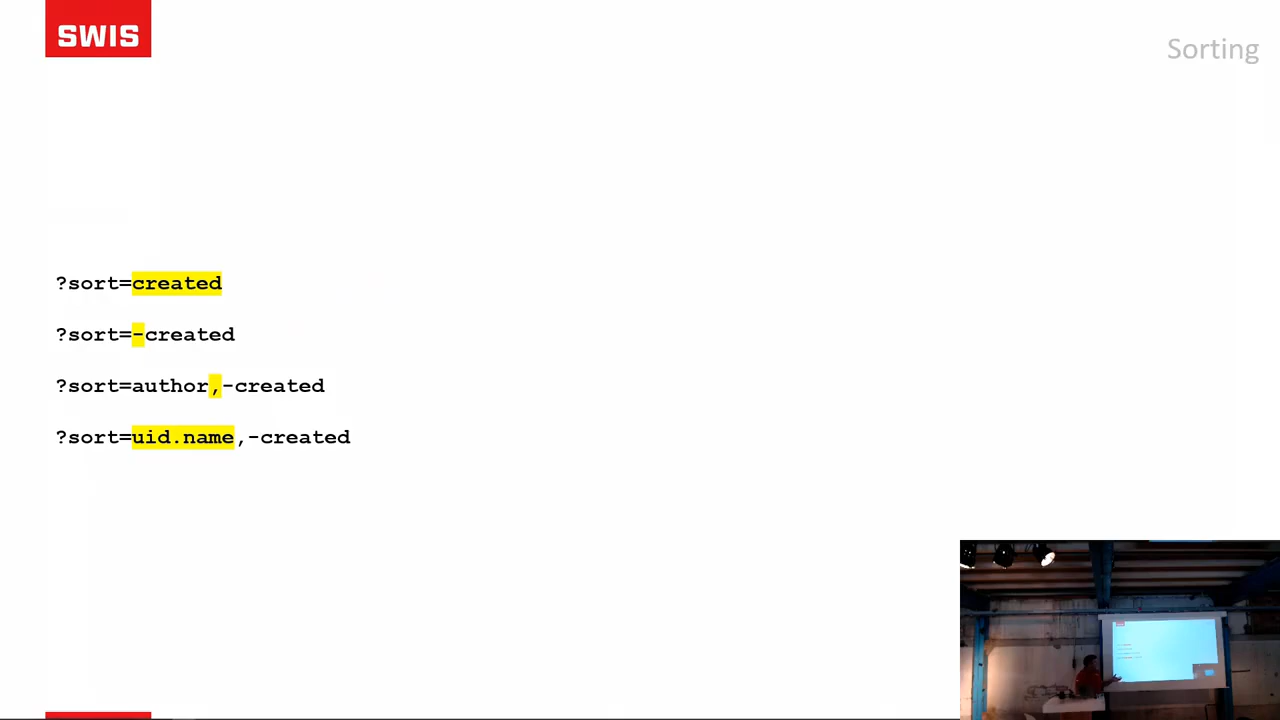 SWIS
Sorting
?sort=created
?sort=-created
?sort=author,-created
?sort=uid.name,-created